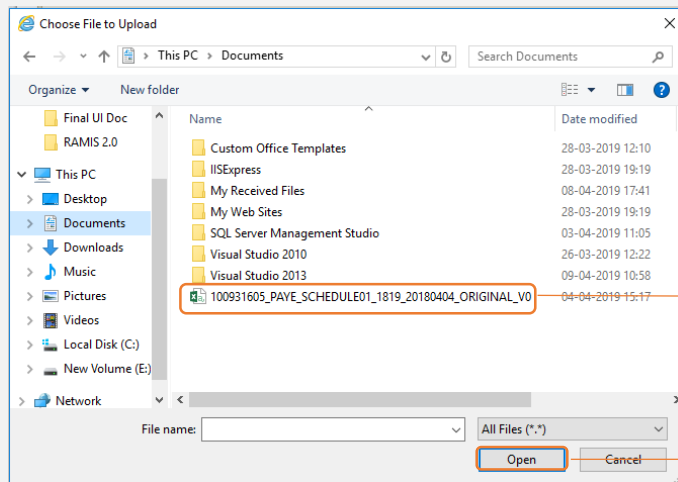 Choose File to Upload
This PC > Documents
Search Documents
Organize
New folder
Final UI Doc
RAMIS 2.0
This PC
Desktop
Documents
Downloads
Music
Pictures
Videos
Local Disk (C:)
New Volume (E:)
Network
Name Date modified
Custom Office Templates 28-03-2019 12:10
IISExpress 28-03-2019 19:19
My Received Files 08-04-2019 17:41
My Web Sites 28-03-2019 19:19
SQL Server Management Studio 03-04-2019 11:05
Visual Studio 2010 26-03-2019 12:22
Visual Studio 2013 09-04-2019 10:58
100931605_PAYE_SCHEDULE01_1819_20180404_ORIGINAL_V0 04-04-2019 15:17
File name:
All Files (*.*)
Open Cancel